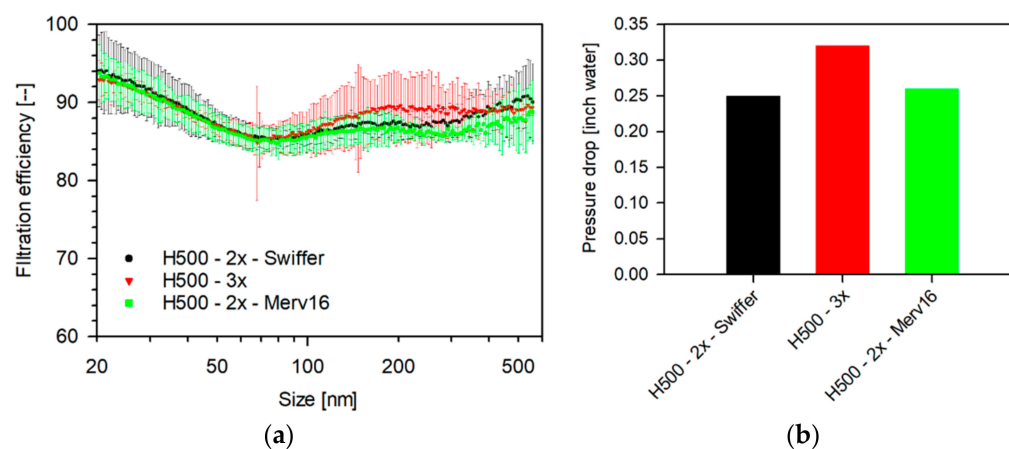 100
90
80
70
60
FIltration efficiency [--]
H500 - 2x - Swiffer
H500 - 3x
H500 - 2x - Merv16
20
50
100
200
500
Size [nm]
(a)
0.35
0.30
0.25
0.20
0.15
0.10
0.05
0.00
Pressure drop [inch water]
H500 - 2x - Swiffer
H500 - 3x
H500 - 2x - Merv16
(b)